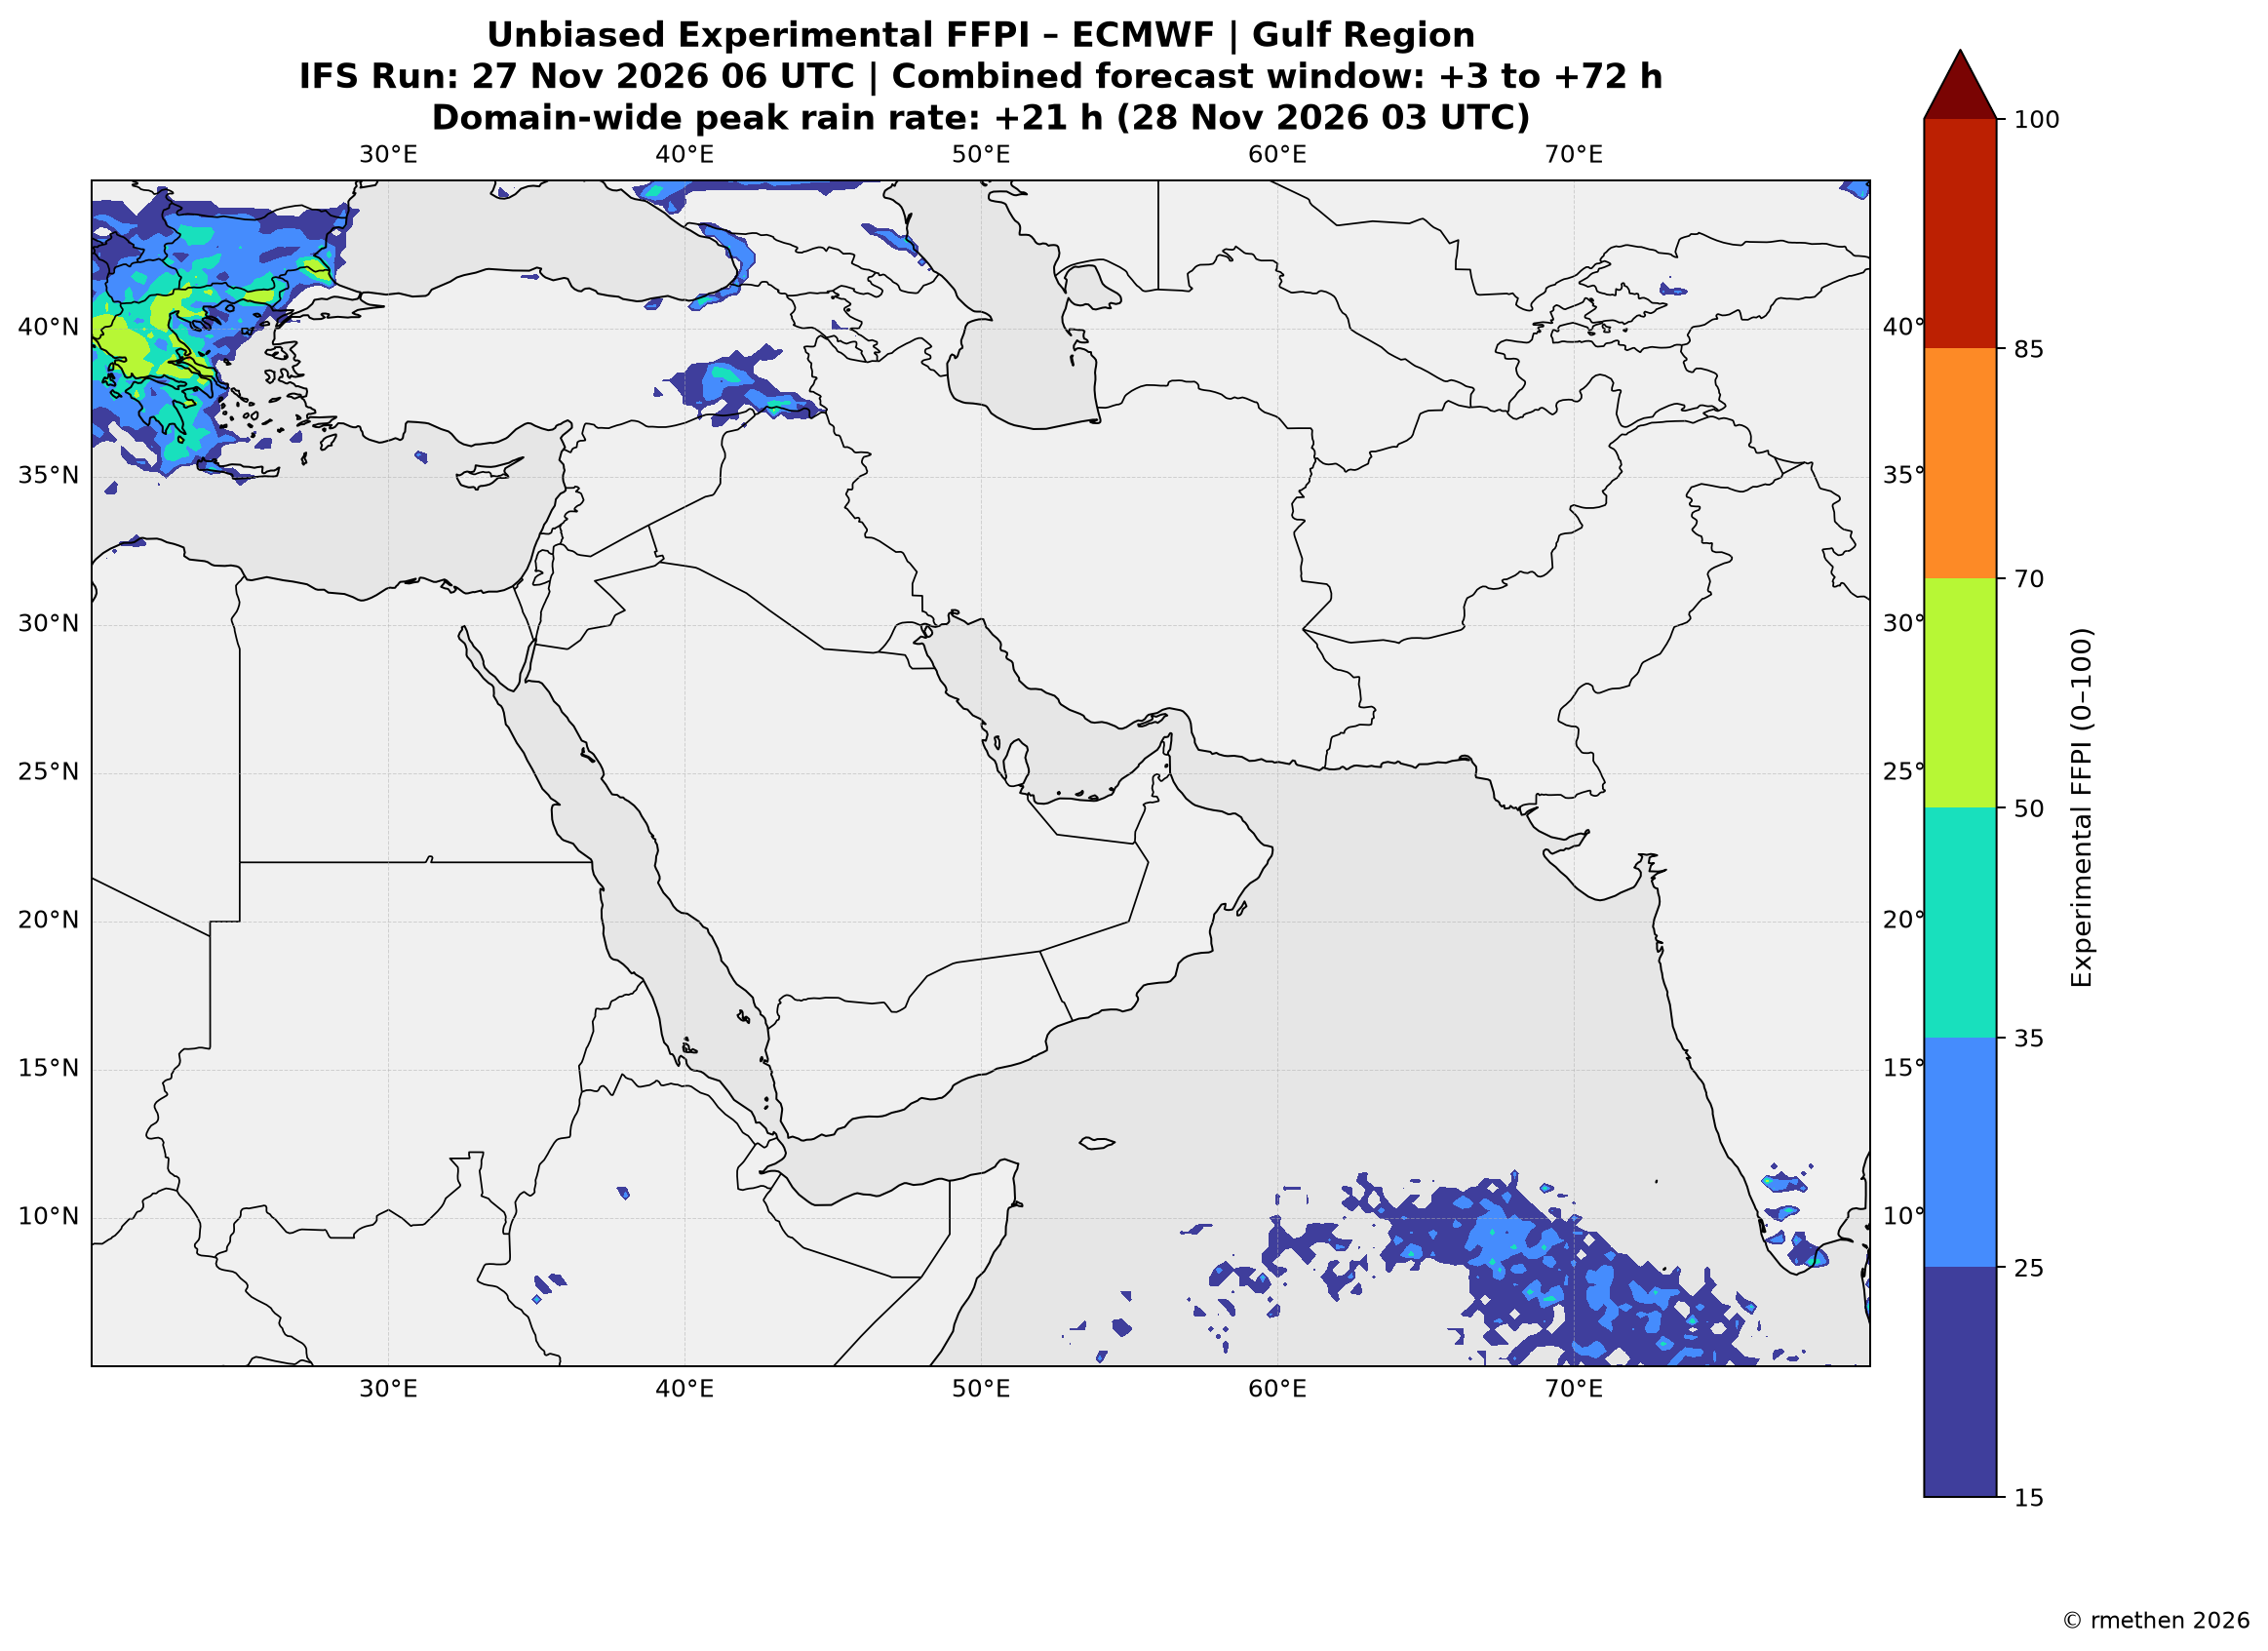 Unbiased Experimental FFPI – ECMWF | Gulf Region
IFS Run: 27 Nov 2026 06 UTC | Combined forecast window: +3 to +72 h
Domain-wide peak rain rate: +21 h (28 Nov 2026 03 UTC)
30°E 40°E 50°E 60°E 70°E
40°N 40°
35°N 35°
30°N 30°
25°N 25°
20°N 20°
15°N 15°
10°N 10°
30°E 40°E 50°E 60°E 70°E
100
85
70
50
35
25
15
Experimental FFPI (0–100)
© rmethen 2026